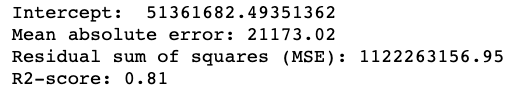 Intercept:  51361682.49351362
Mean absolute error: 21173.02
Residual sum of squares (MSE): 1122263156.95
R2-score: 0.81